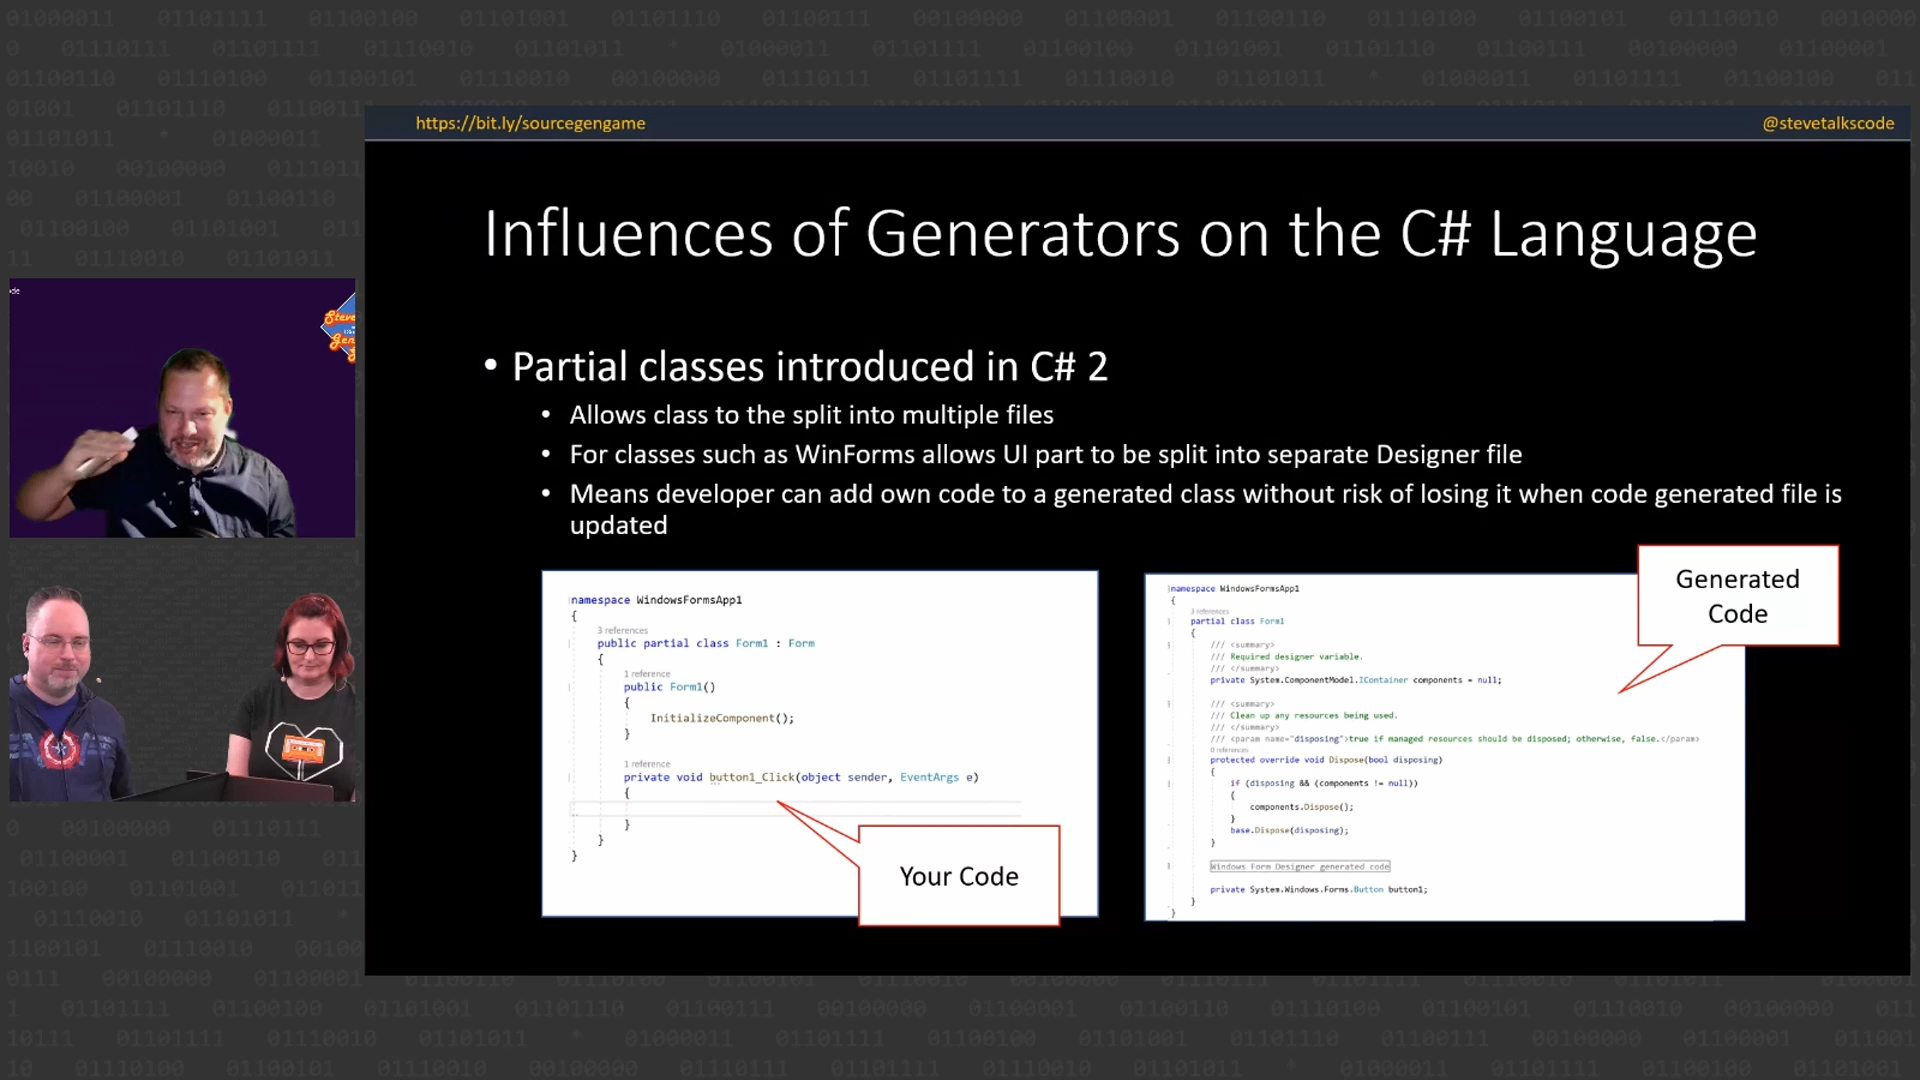 https://bit.ly/sourcegengame
@stevetalkscode
Influences of Generators on the C# Language
• Partial classes introduced in C# 2
• Allows class to the split into multiple files
• For classes such as WinForms allows UI part to be split into separate Designer file
• Means developer can add own code to a generated class without risk of losing it when code generated file is
updated
namespace WindowsFormsApp1
{
3 references
public partial class Form1 : Form
{
1 reference
public Form1()
{
InitializeComponent();
}
1 reference
private void button1_Click(object sender, EventArgs e)
{
}
}
}
Your Code
namespace WindowsFormsApp1
{
3 references
partial class Form1
{
/// <summary>
/// Required designer variable.
/// </summary>
private System.ComponentModel.IContainer components = null;
/// <summary>
/// Clean up any resources being used.
/// </summary>
/// <param name="disposing">true if managed resources should be disposed; otherwise, false.</param>
0 references
protected override void Dispose(bool disposing)
{
if (disposing && (components != null))
{
components.Dispose();
}
base.Dispose(disposing);
}
Windows Form Designer generated code
private System.Windows.Forms.Button button1;
}
}
Generated
Code